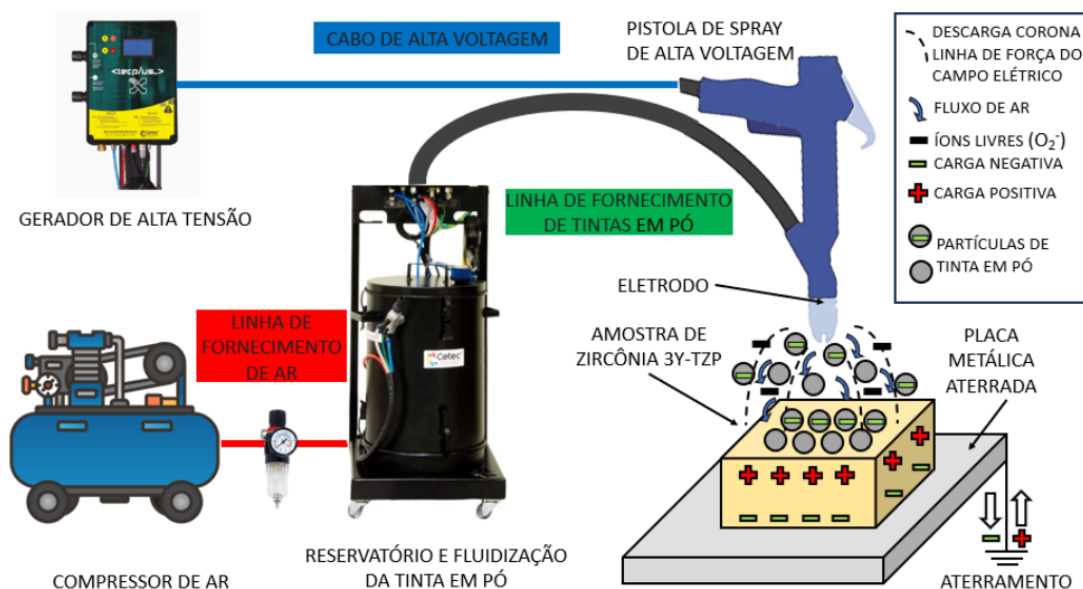 CABO DE ALTA VOLTAGEM
PISTOLA DE SPRAY
DE ALTA VOLTAGEM
DESCARGA CORONA
LINHA DE FORÇA DO
CAMPO ELÉTRICO
FLUXO DE AR
ÍONS LIVRES (O₂⁻)
CARGA NEGATIVA
CARGA POSITIVA
PARTÍCULAS DE
TINTA EM PÓ
<tecplus_>
Cetec
GERADOR DE ALTA TENSÃO
LINHA DE FORNECIMENTO
DE TINTAS EM PÓ
ELETRODO
LINHA DE
FORNECIMENTO
DE AR
Cetec
AMOSTRA DE
ZIRCÔNIA 3Y-TZP
PLACA
METÁLICA
ATERRADA
COMPRESSOR DE AR
RESERVATÓRIO E FLUIDIZAÇÃO
DA TINTA EM PÓ
ATERRAMENTO